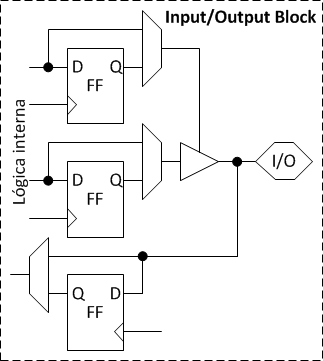 Input/Output Block
D Q
FF
Lógica interna
D Q
FF
I/O
Q D
FF